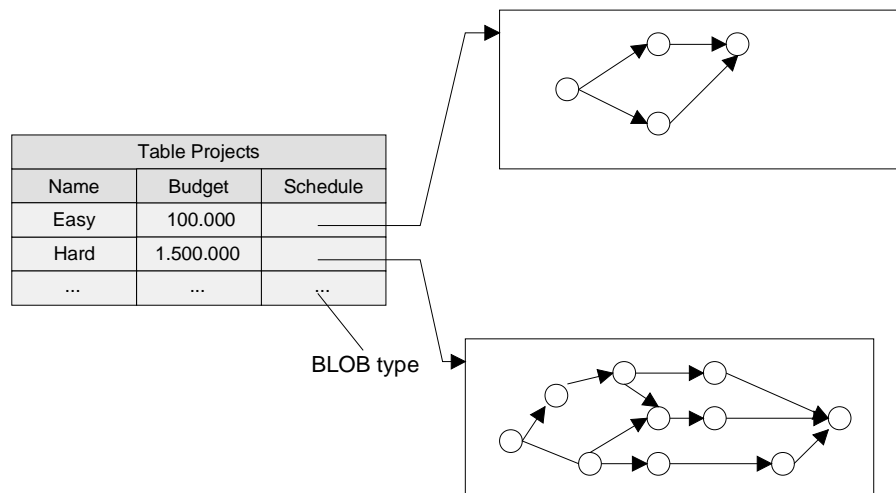 Table Projects
Name Budget Schedule
Easy 100.000
Hard 1.500.000
... ... ...
BLOB type